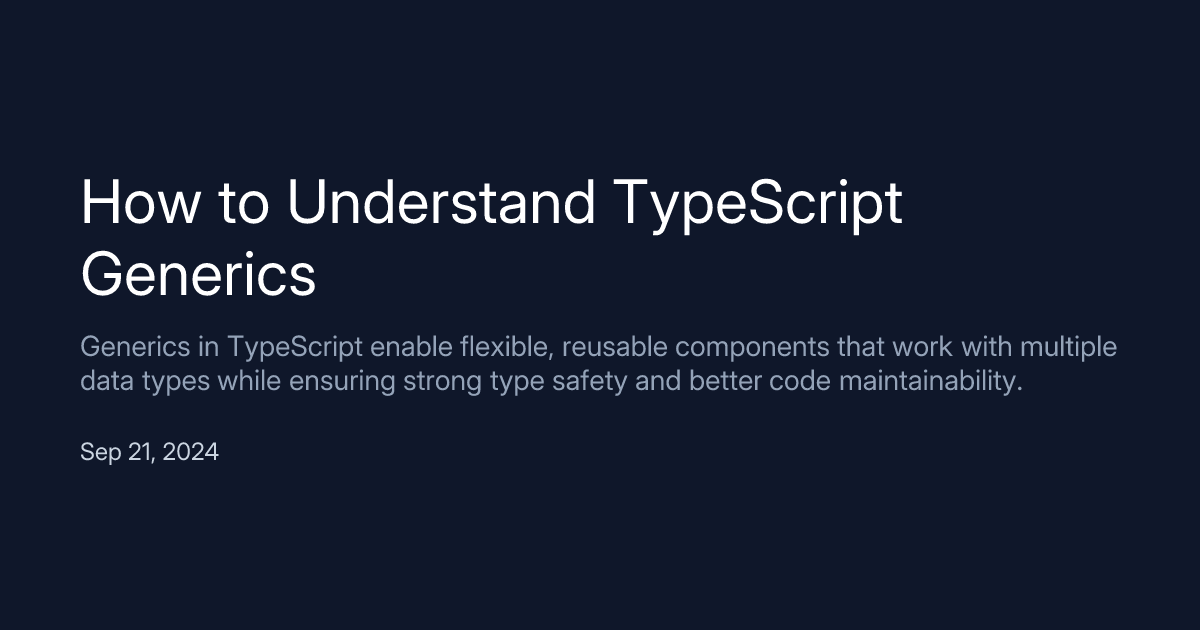 How to Understand TypeScript
Generics
Generics in TypeScript enable flexible, reusable components that work with multiple
data types while ensuring strong type safety and better code maintainability.
Sep 21, 2024